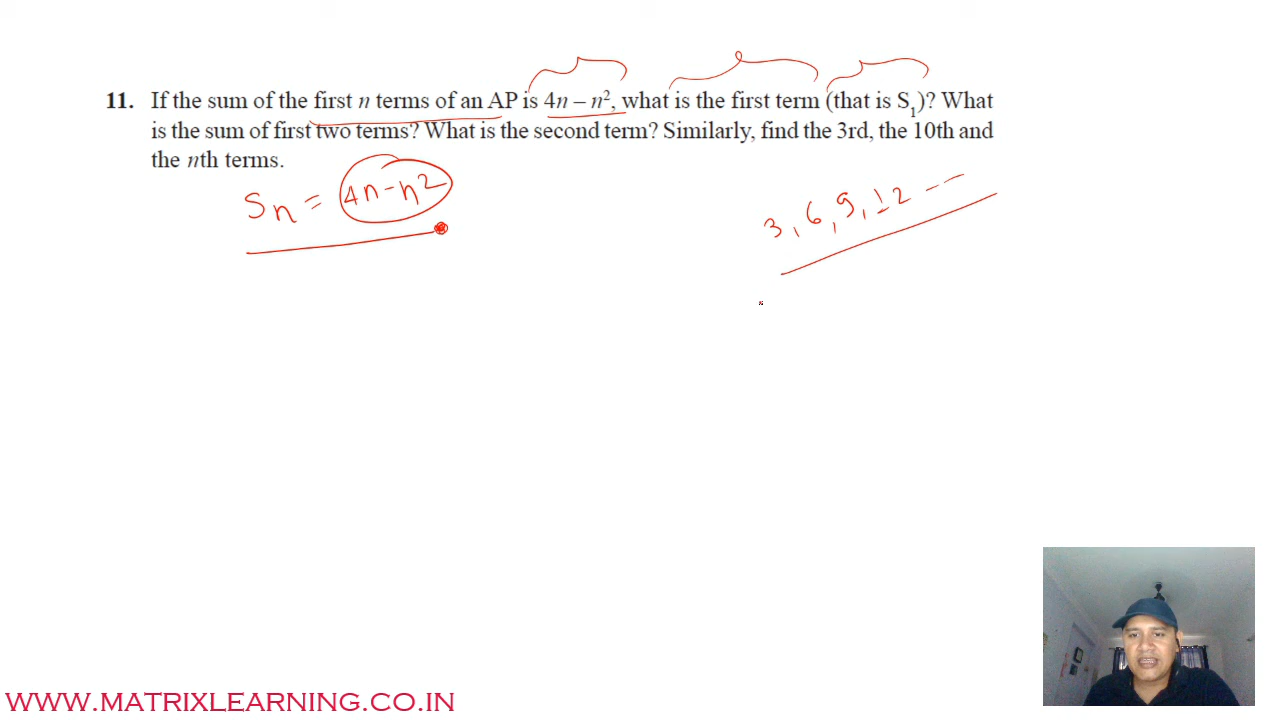 11. If the sum of the first n terms of an AP is 4n – n², what is the first term (that is S₁)? What
is the sum of first two terms? What is the second term? Similarly, find the 3rd, the 10th and
the nth terms.
Sn = 4n-n²
3, 6, 9, 12 --
WWW.MATRIXLEARNING.CO.IN